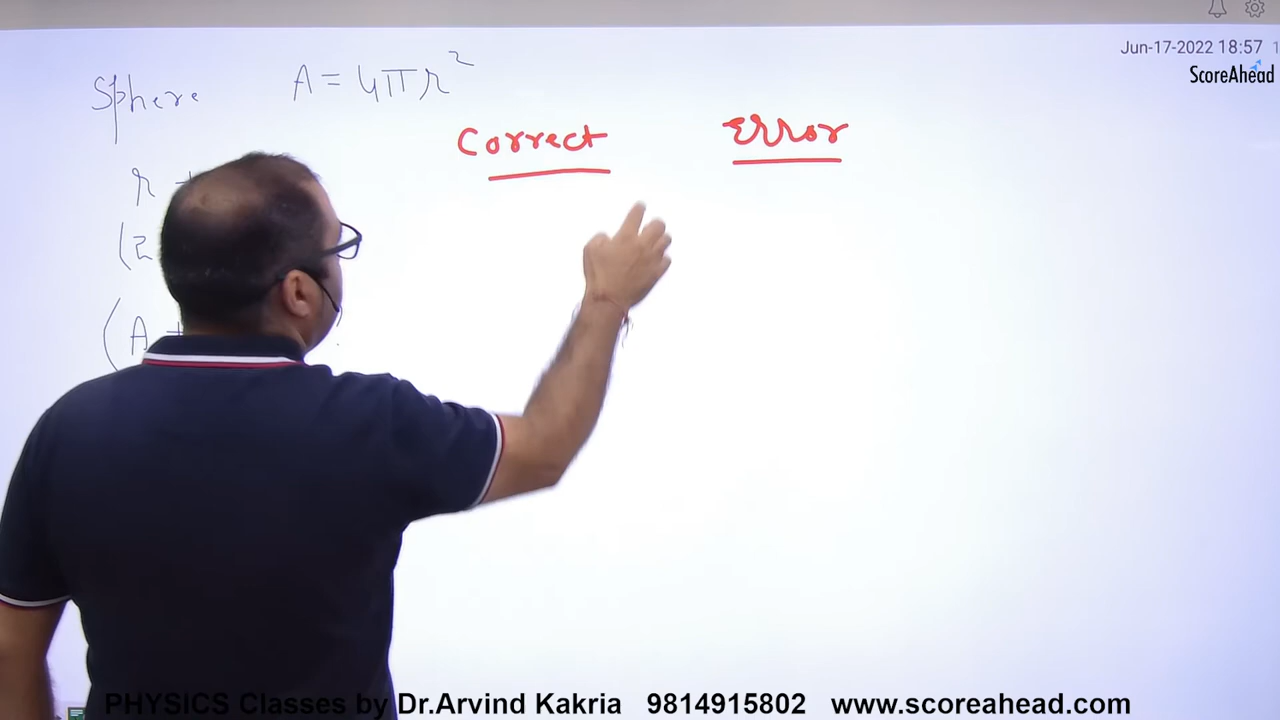 Jun-17-2022 18:57
ScoreAhead
Sphere A = 4πr²
Correct Error
r +
(2
(A +
PHYSICS Classes by Dr.Arvind Kakria 9814915802 www.scoreahead.com